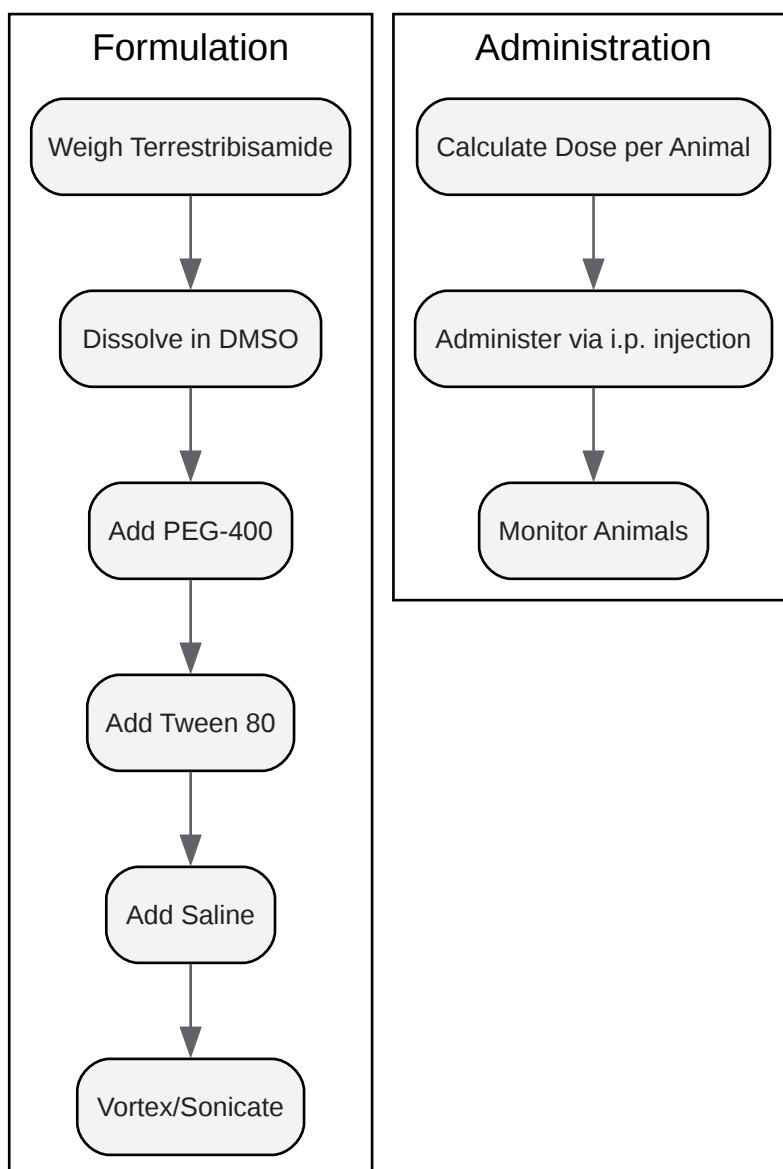 Formulation
Weigh Terrestribisamide
Dissolve in DMSO
Add PEG-400
Add Tween 80
Add Saline
Vortex/Sonicate
Administration
Calculate Dose per Animal
Administer via i.p. injection
Monitor Animals